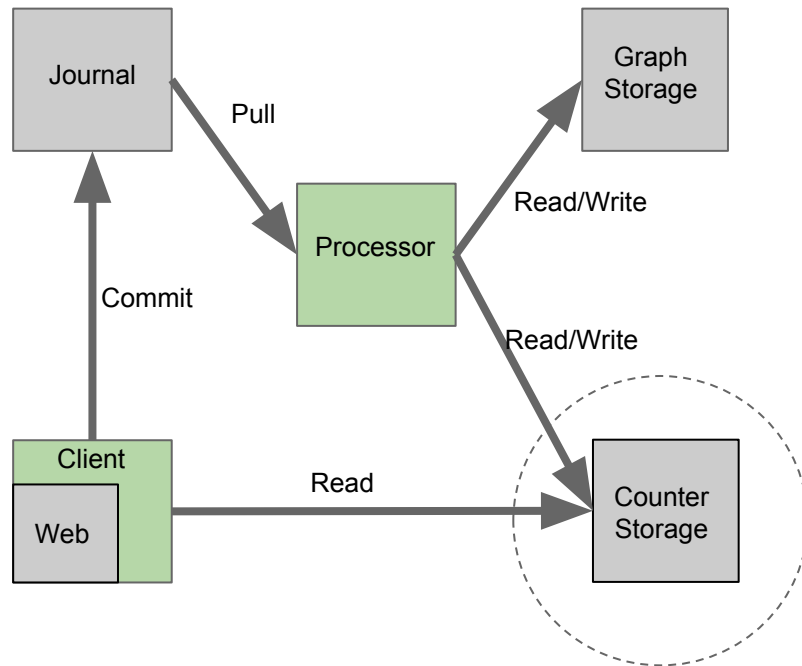 Journal
Graph
Storage
Pull
Read/Write
Processor
Commit
Read/Write
Client
Read
Web
Counter
Storage